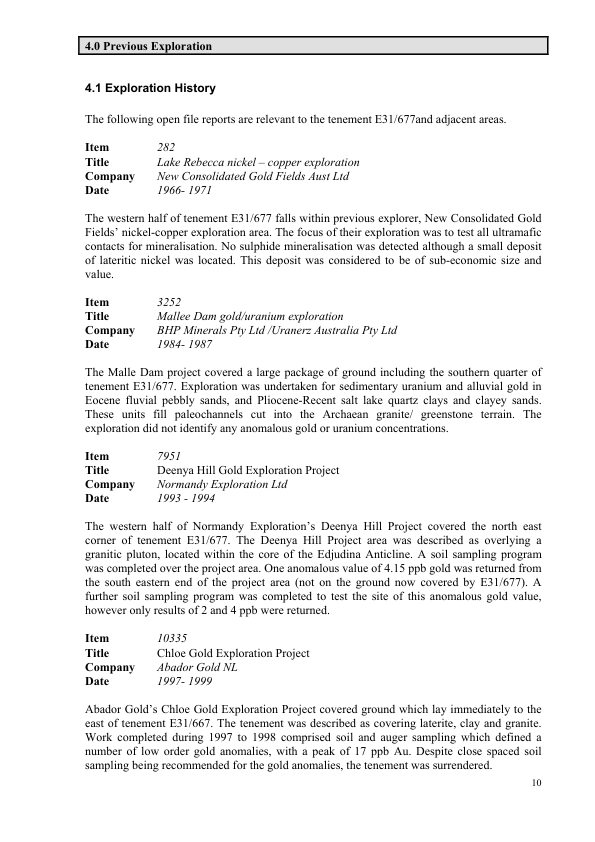 4.0 Previous Exploration
4.1 Exploration History
The following open file reports are relevant to the tenement E31/677and adjacent areas.
Item 282
Title Lake Rebecca nickel – copper exploration
Company New Consolidated Gold Fields Aust Ltd
Date 1966- 1971
The western half of tenement E31/677 falls within previous explorer, New Consolidated Gold
Fields’ nickel-copper exploration area. The focus of their exploration was to test all ultramafic
contacts for mineralisation. No sulphide mineralisation was detected although a small deposit
of lateritic nickel was located. This deposit was considered to be of sub-economic size and
value.
Item 3252
Title Mallee Dam gold/uranium exploration
Company BHP Minerals Pty Ltd /Uranerz Australia Pty Ltd
Date 1984- 1987
The Malle Dam project covered a large package of ground including the southern quarter of
tenement E31/677. Exploration was undertaken for sedimentary uranium and alluvial gold in
Eocene fluvial pebbly sands, and Pliocene-Recent salt lake quartz clays and clayey sands.
These units fill paleochannels cut into the Archaean granite/ greenstone terrain. The
exploration did not identify any anomalous gold or uranium concentrations.
Item 7951
Title Deenya Hill Gold Exploration Project
Company Normandy Exploration Ltd
Date 1993 - 1994
The western half of Normandy Exploration’s Deenya Hill Project covered the north east
corner of tenement E31/677. The Deenya Hill Project area was described as overlying a
granitic pluton, located within the core of the Edjudina Anticline. A soil sampling program
was completed over the project area. One anomalous value of 4.15 ppb gold was returned from
the south eastern end of the project area (not on the ground now covered by E31/677). A
further soil sampling program was completed to test the site of this anomalous gold value,
however only results of 2 and 4 ppb were returned.
Item 10335
Title Chloe Gold Exploration Project
Company Abador Gold NL
Date 1997- 1999
Abador Gold’s Chloe Gold Exploration Project covered ground which lay immediately to the
east of tenement E31/667. The tenement was described as covering laterite, clay and granite.
Work completed during 1997 to 1998 comprised soil and auger sampling which defined a
number of low order gold anomalies, with a peak of 17 ppb Au. Despite close spaced soil
sampling being recommended for the gold anomalies, the tenement was surrendered.
10